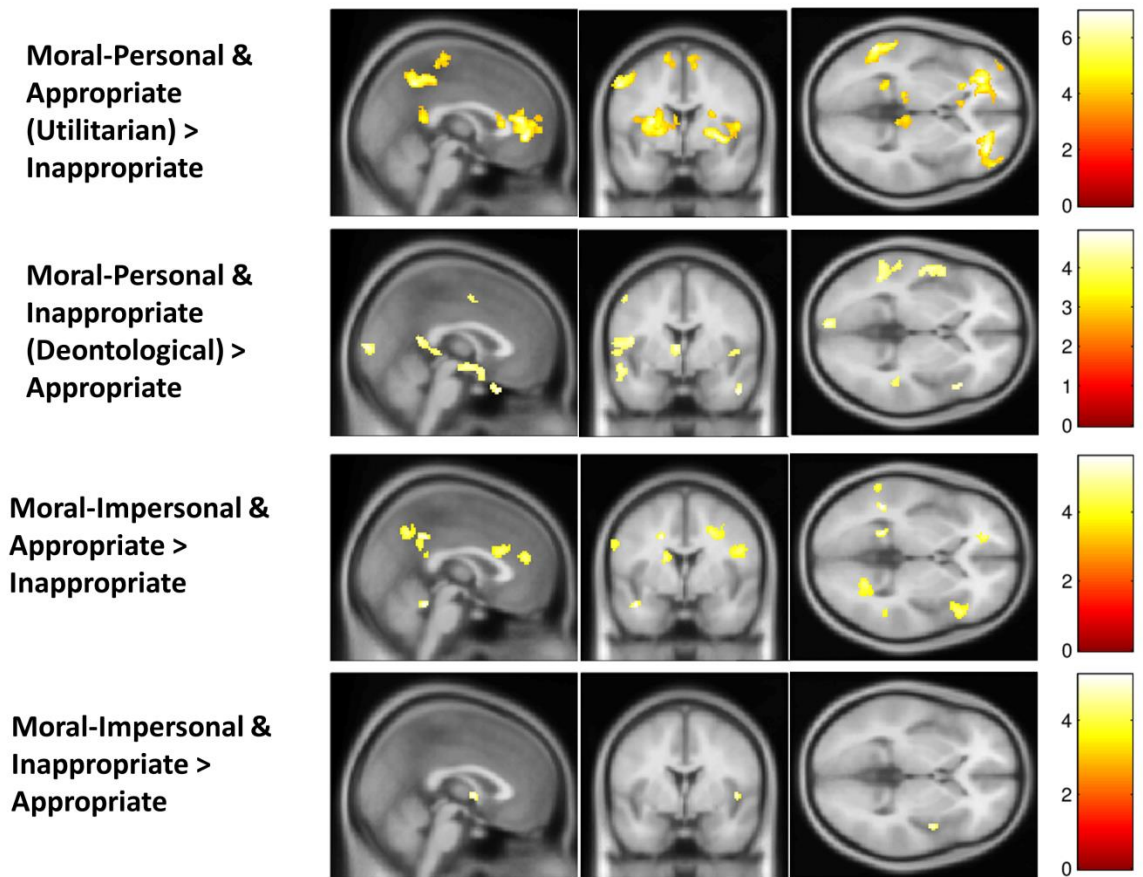 Moral-Personal &
Appropriate
(Utilitarian) >
Inappropriate
6
4
2
0
Moral-Personal &
Inappropriate
(Deontological) >
Appropriate
4
3
2
1
0
Moral-Impersonal &
Appropriate >
Inappropriate
4
2
0
Moral-Impersonal &
Inappropriate >
Appropriate
4
2
0